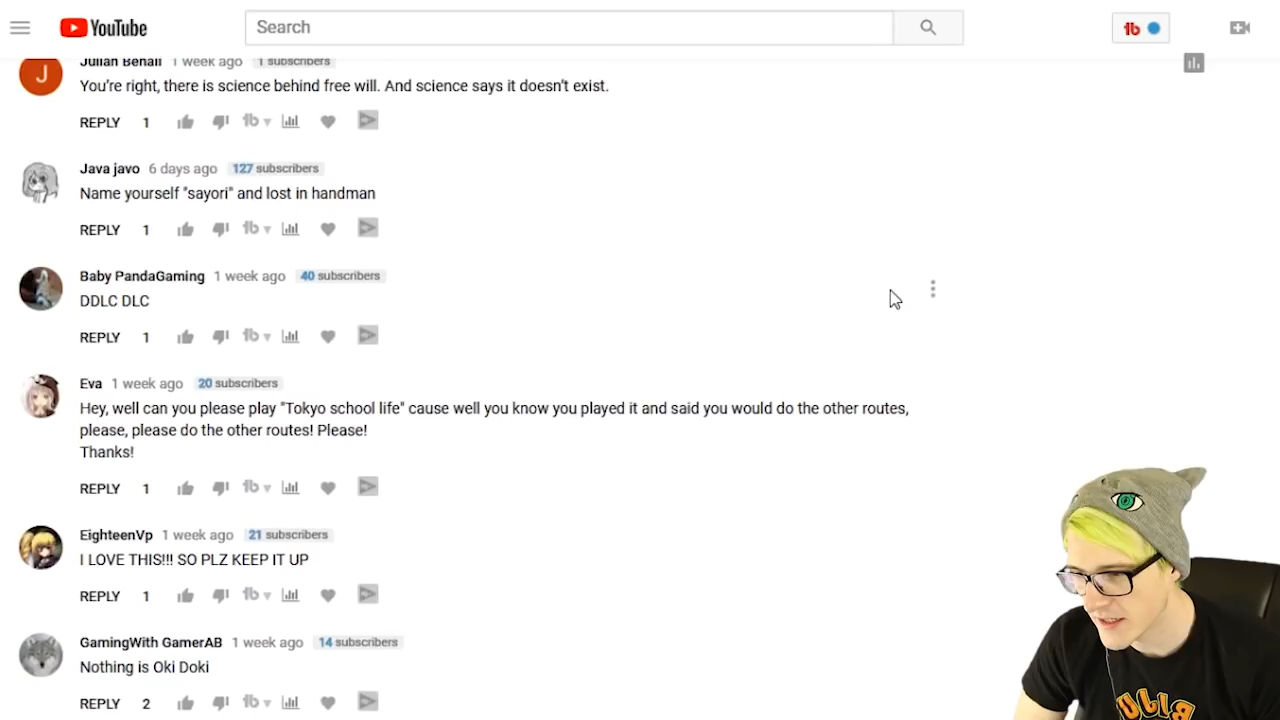 YouTube
Search
Julian Benali 1 week ago 1 subscribers
You're right, there is science behind free will. And science says it doesn't exist.
REPLY 1
Java javo 6 days ago 127 subscribers
Name yourself "sayori" and lost in handman
REPLY 1
Baby PandaGaming 1 week ago 40 subscribers
DDLC DLC
REPLY 1
Eva 1 week ago 20 subscribers
Hey, well can you please play "Tokyo school life" cause well you know you played it and said you would do the other routes,
please, please do the other routes! Please!
Thanks!
REPLY 1
EighteenVp 1 week ago 21 subscribers
I LOVE THIS!!! SO PLZ KEEP IT UP
REPLY 1
GamingWith GamerAB 1 week ago 14 subscribers
Nothing is Oki Doki
REPLY 2